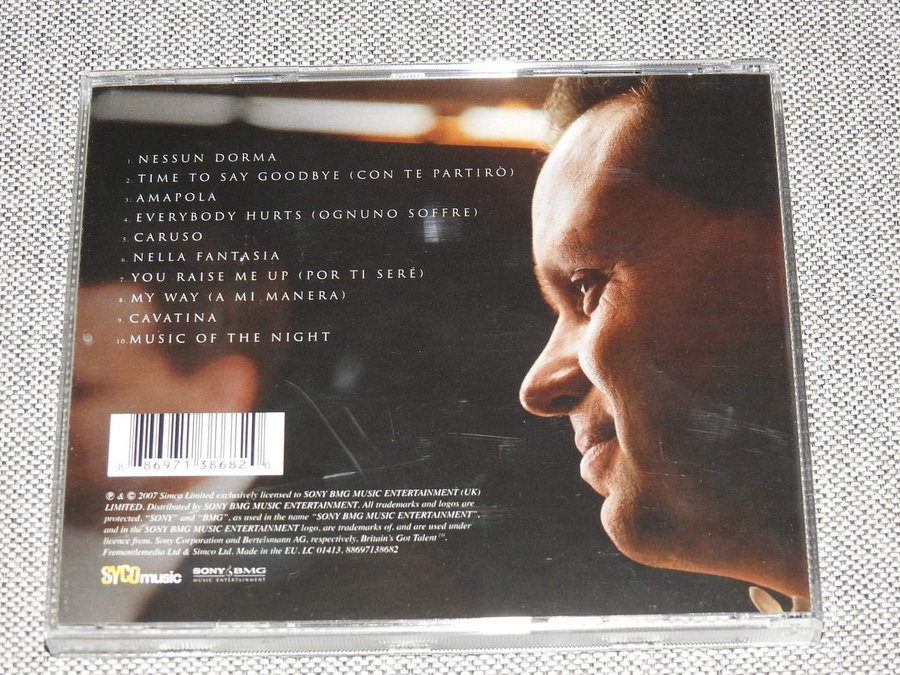 1. NESSUN DORMA
2. TIME TO SAY GOODBYE (CON TE PARTIRÒ)
3. AMAPOLA
4. EVERYBODY HURTS (OGNUNO SOFFRE)
5. CARUSO
6. NELLA FANTASIA
7. YOU RAISE ME UP (POR TI SERÉ)
8. MY WAY (A MI MANERA)
9. CAVATINA
10. MUSIC OF THE NIGHT
8 86971 38682 0
℗ & © 2007 Simco Limited exclusively licensed to SONY BMG MUSIC ENTERTAINMENT (UK)
LIMITED. Distributed by SONY BMG MUSIC ENTERTAINMENT. All trademarks and logos are
protected. "SONY" and "BMG", as used in the name "SONY BMG MUSIC ENTERTAINMENT",
and in the SONY BMG MUSIC ENTERTAINMENT logo, are trademarks of, and are used under
licence from, Sony Corporation and Bertelsmann AG, respectively. Britain's Got Talent™,
Fremantlemedia Ltd & Simco Ltd. Made in the EU. LC 01413. 88697138682
SYCOmusic SONY BMG
MUSIC ENTERTAINMENT